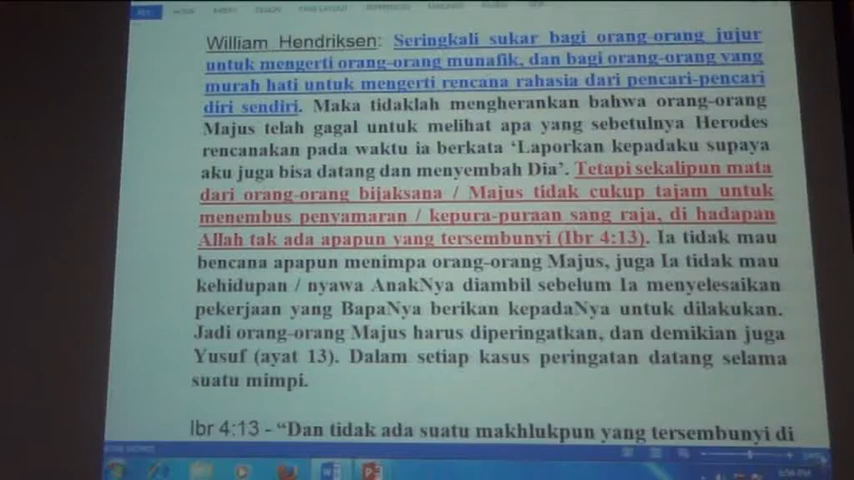 William Hendriksen: Seringkali sukar bagi orang-orang jujur
untuk mengerti orang-orang munafik, dan bagi orang-orang yang
murah hati untuk mengerti rencana rahasia dari pencari-pencari
diri sendiri. Maka tidaklah mengherankan bahwa orang-orang
Majus telah gagal untuk melihat apa yang sebetulnya Herodes
rencanakan pada waktu ia berkata ‘Laporkan kepadaku supaya
aku juga bisa datang dan menyembah Dia’. Tetapi sekalipun mata
dari orang-orang bijaksana / Majus tidak cukup tajam untuk
menembus penyamaran / kepura-puraan sang raja, di hadapan
Allah tak ada apapun yang tersembunyi (Ibr 4:13). Ia tidak mau
bencana apapun menimpa orang-orang Majus, juga Ia tidak mau
kehidupan / nyawa AnakNya diambil sebelum Ia menyelesaikan
pekerjaan yang BapaNya berikan kepadaNya untuk dilakukan.
Jadi orang-orang Majus harus diperingatkan, dan demikian juga
Yusuf (ayat 13). Dalam setiap kasus peringatan datang selama
suatu mimpi.
Ibr 4:13 - “Dan tidak ada suatu makhlukpun yang tersembunyi di